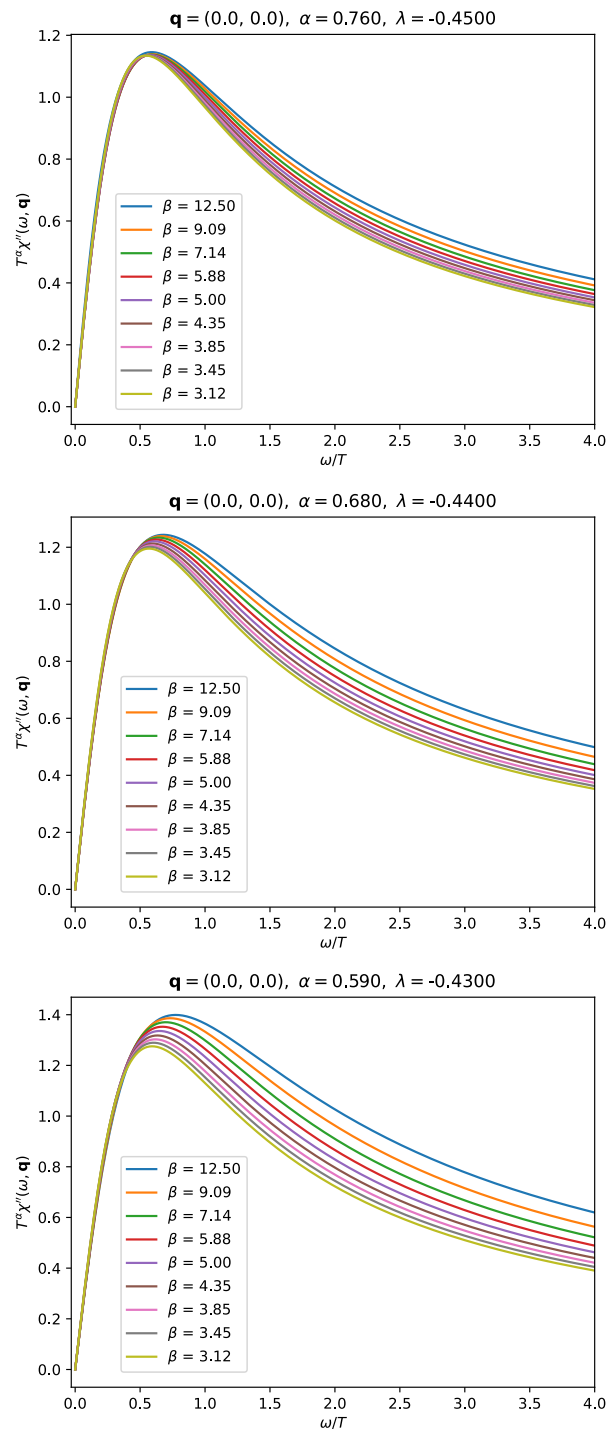 q = (0.0, 0.0), α = 0.760, λ = -0.4500
1.2
1.0
0.8
0.6
0.4
0.2
0.0
T^α χ′′(ω, q)
β = 12.50
β = 9.09
β = 7.14
β = 5.88
β = 5.00
β = 4.35
β = 3.85
β = 3.45
β = 3.12
0.0 0.5 1.0 1.5 2.0 2.5 3.0 3.5 4.0
ω/T
q = (0.0, 0.0), α = 0.680, λ = -0.4400
1.2
1.0
0.8
0.6
0.4
0.2
0.0
T^α χ′′(ω, q)
β = 12.50
β = 9.09
β = 7.14
β = 5.88
β = 5.00
β = 4.35
β = 3.85
β = 3.45
β = 3.12
0.0 0.5 1.0 1.5 2.0 2.5 3.0 3.5 4.0
ω/T
q = (0.0, 0.0), α = 0.590, λ = -0.4300
1.4
1.2
1.0
0.8
0.6
0.4
0.2
0.0
T^α χ′′(ω, q)
β = 12.50
β = 9.09
β = 7.14
β = 5.88
β = 5.00
β = 4.35
β = 3.85
β = 3.45
β = 3.12
0.0 0.5 1.0 1.5 2.0 2.5 3.0 3.5 4.0
ω/T